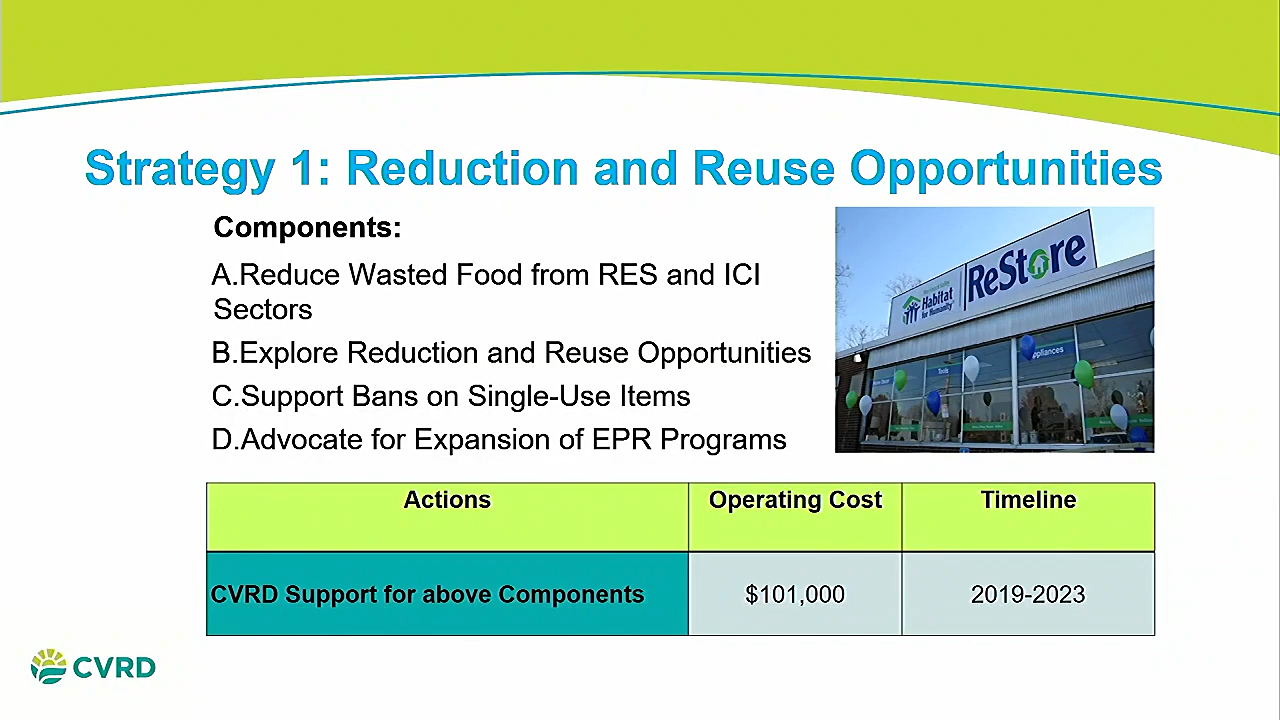 Strategy 1: Reduction and Reuse Opportunities
Components:
A.Reduce Wasted Food from RES and ICI
Sectors
B.Explore Reduction and Reuse Opportunities
C.Support Bans on Single-Use Items
D.Advocate for Expansion of EPR Programs
Habitat
for Humanity
ReStore
Tools
Appliances
Actions
Operating Cost
Timeline
CVRD Support for above Components
$101,000
2019-2023
CVRD